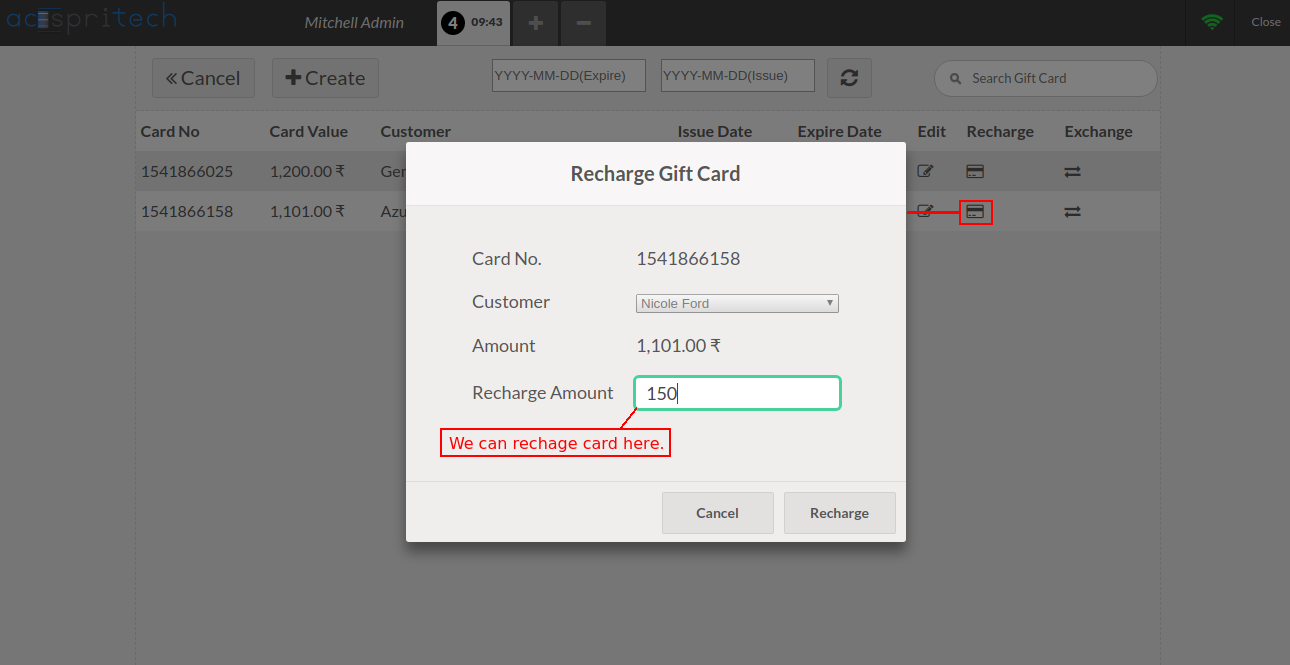 acespritech Mitchell Admin 4 09:43 Close
Cancel Create YYYY-MM-DD(Expire) YYYY-MM-DD(Issue) Search Gift Card
Card No Card Value Customer Issue Date Expire Date Edit Recharge Exchange
1541866025 1,200.00 ₹
1541866158 1,101.00 ₹
Recharge Gift Card
Card No. 1541866158
Customer Nicole Ford
Amount 1,101.00 ₹
Recharge Amount 150
We can rechage card here.
Cancel Recharge